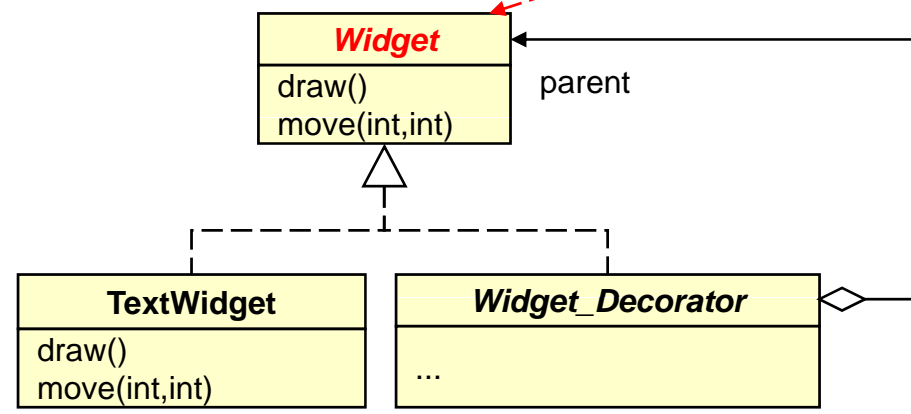 Widget
draw()
move(int,int)
parent
TextWidget
draw()
move(int,int)
Widget_Decorator
...